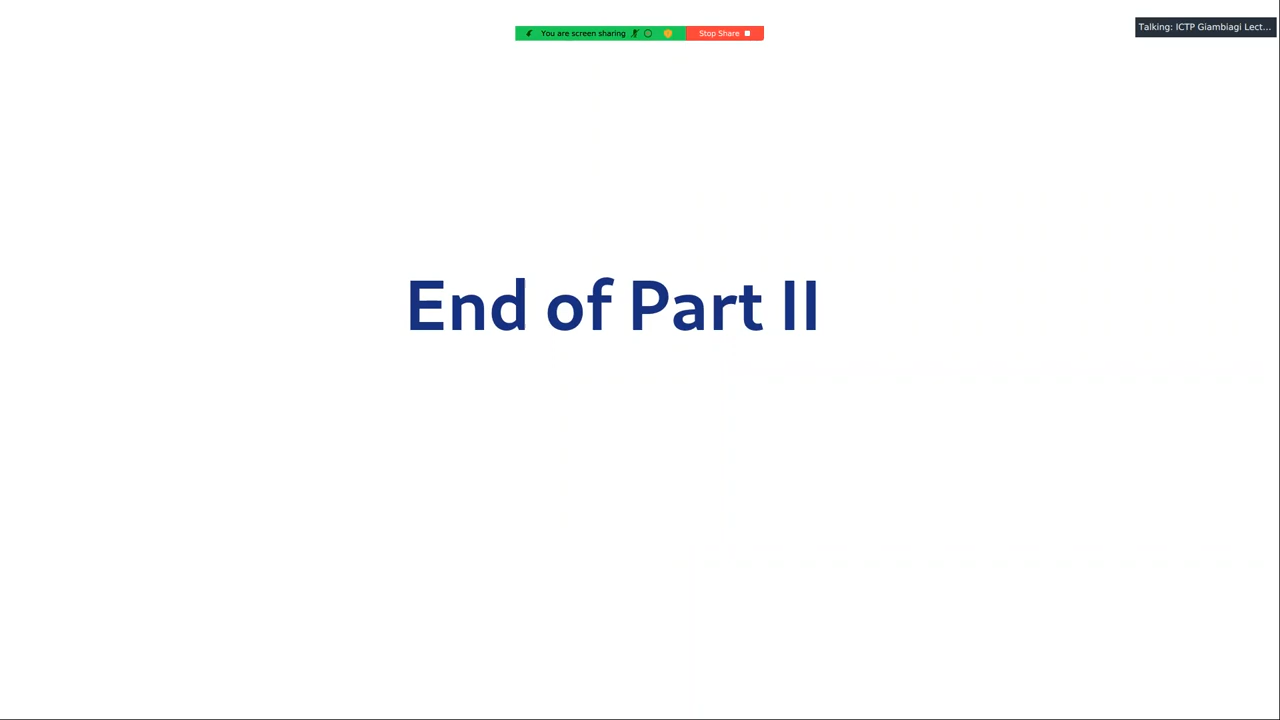 You are screen sharing
Stop Share
Talking: ICTP Giambiagi Lect...
End of Part II